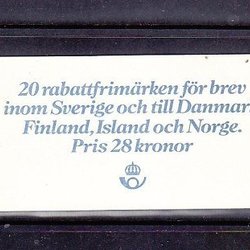 20 rabattfrimärken för brev
inom Sverige och till Danmar
Finland, Island och Norge.
Pris 28 kronor